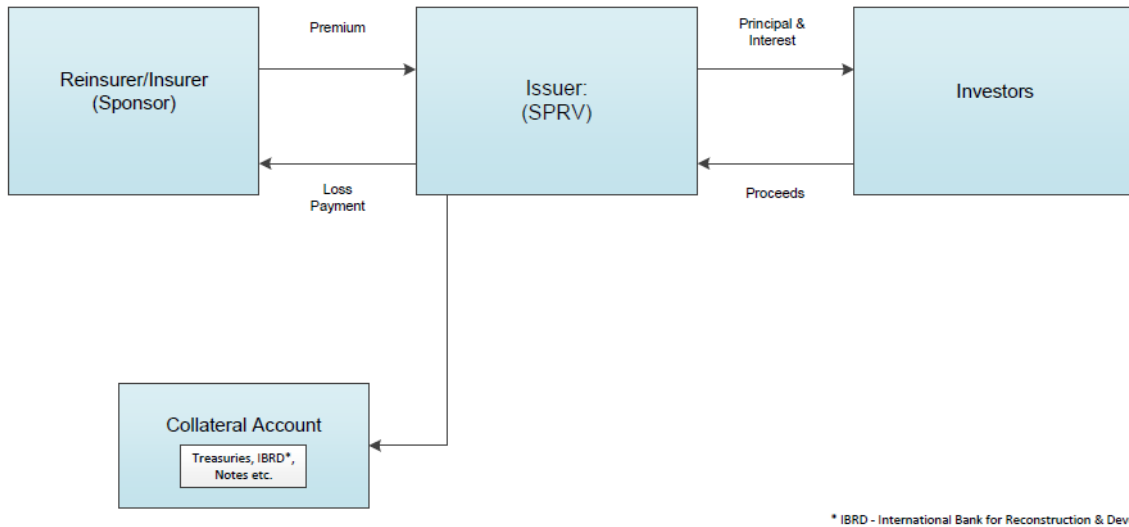 Premium
Principal &
Interest
Reinsurer/Insurer
(Sponsor)
Issuer:
(SPRV)
Investors
Loss
Payment
Proceeds
Collateral Account
Treasuries, IBRD*,
Notes etc.
* IBRD - International Bank for Reconstruction & Dev